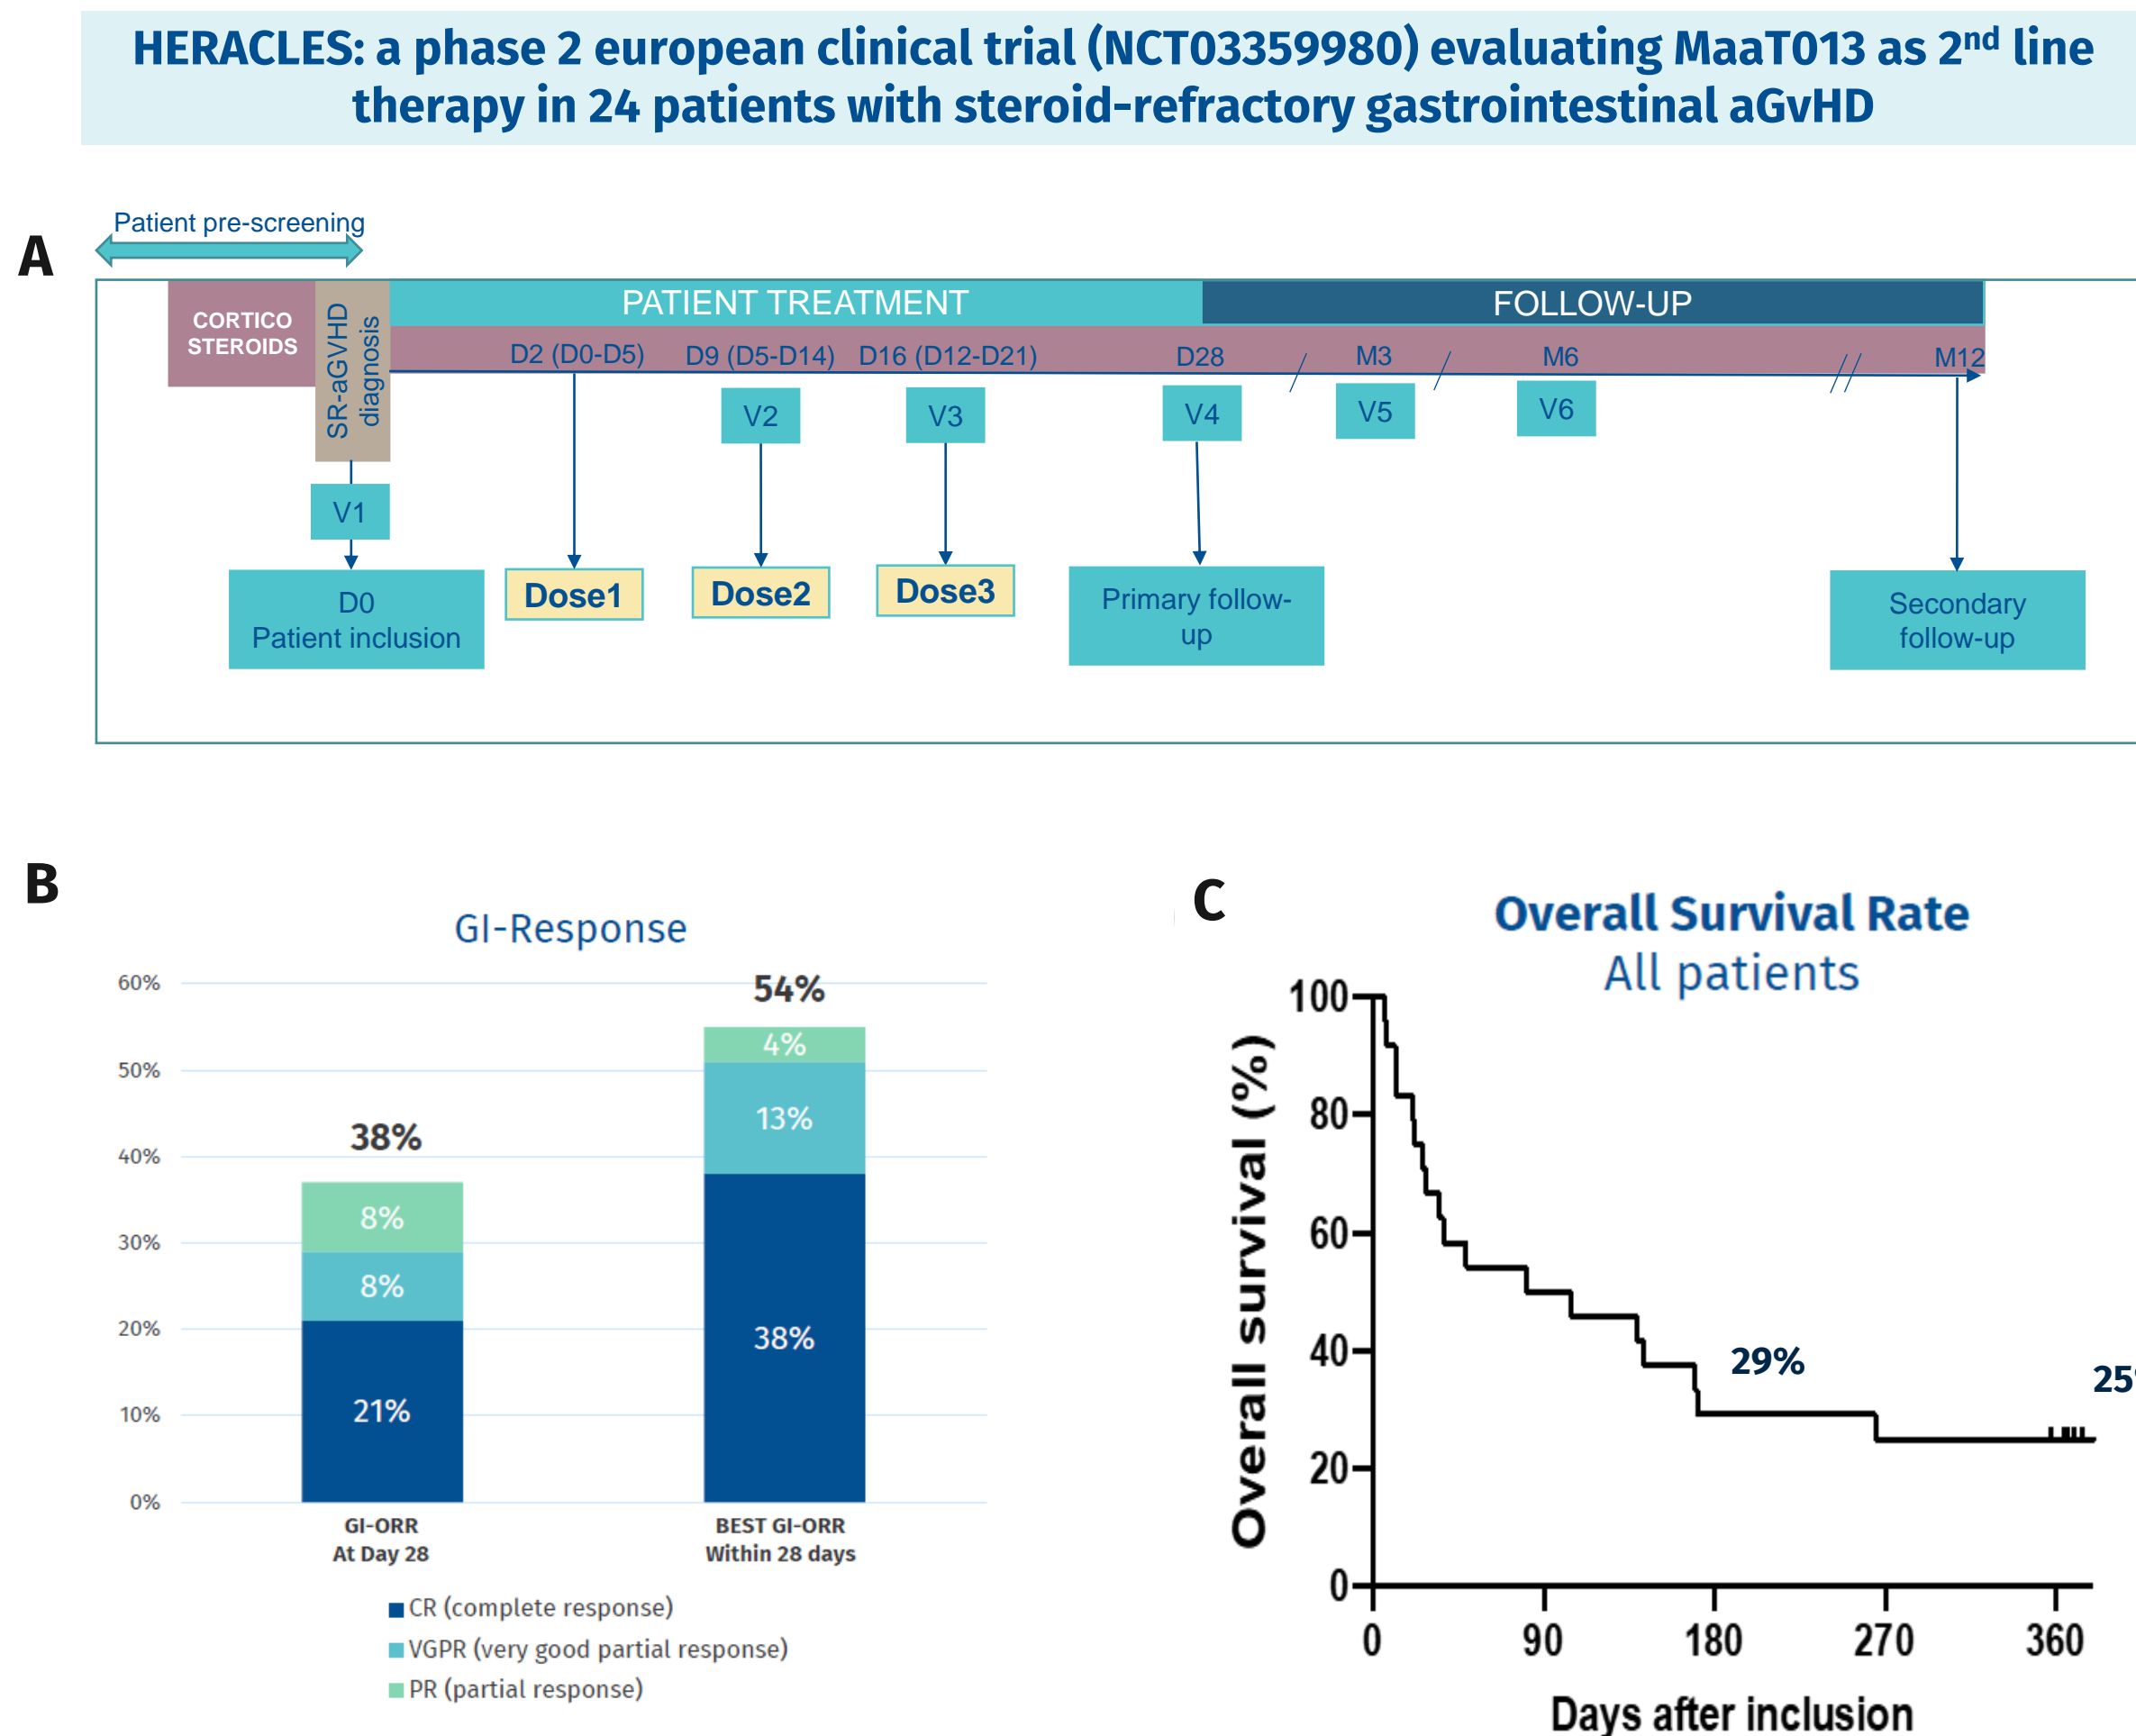 HERACLES: a phase 2 european clinical trial (NCT03359980) evaluating MaaT013 as 2nd line
therapy in 24 patients with steroid-refractory gastrointestinal aGvHD
A
Patient pre-screening
CORTICO
STEROIDS
SR-aGVHD
diagnosis
PATIENT TREATMENT
FOLLOW-UP
D2 (D0-D5)
D9 (D5-D14)
D16 (D12-D21)
D28
M3
M6
M12
V1
V2
V3
V4
V5
V6
D0
Patient inclusion
Dose1
Dose2
Dose3
Primary follow-
up
Secondary
follow-up
B
GI-Response
60%
50%
40%
30%
20%
10%
0%
38%
8%
8%
21%
54%
4%
13%
38%
GI-ORR
At Day 28
BEST GI-ORR
Within 28 days
CR (complete response)
VGPR (very good partial response)
PR (partial response)
C
Overall Survival Rate
All patients
Overall survival (%)
100
80
60
40
20
0
29%
25
0 90 180 270 360
Days after inclusion